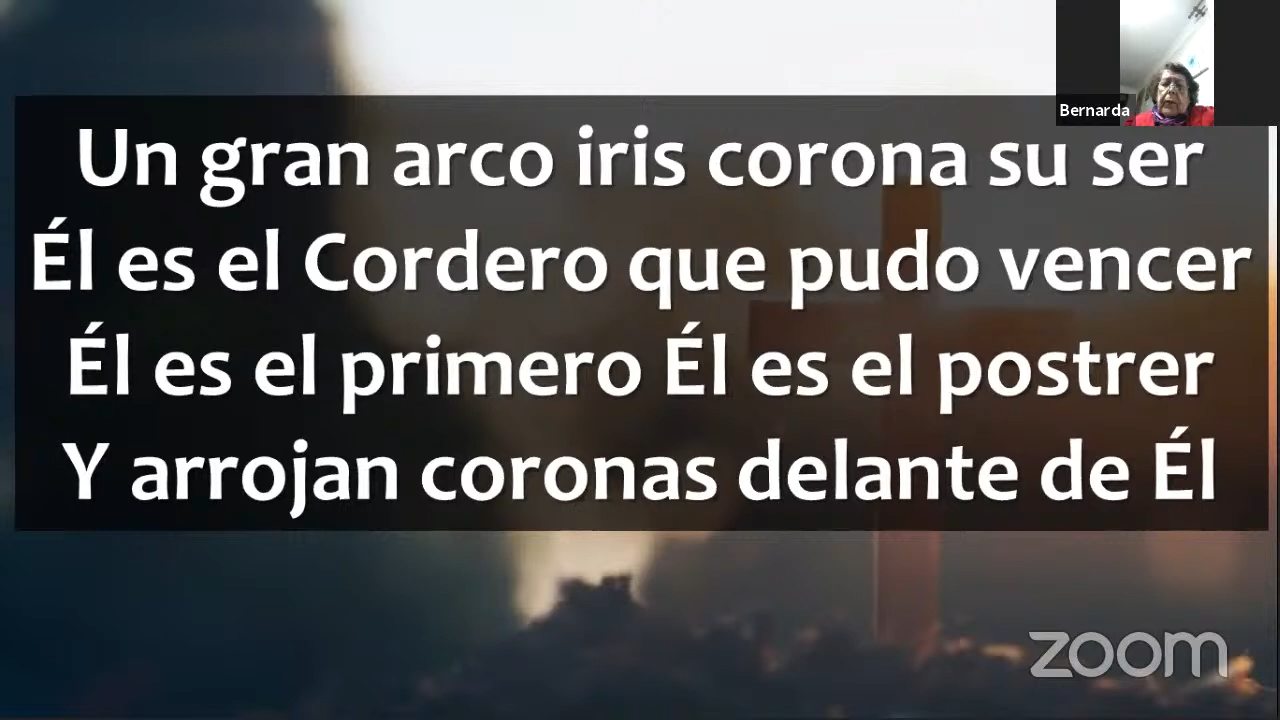 Bernarda
Un gran arco iris corona su ser
Él es el Cordero que pudo vencer
Él es el primero Él es el postrer
Y arrojan coronas delante de Él
zoom